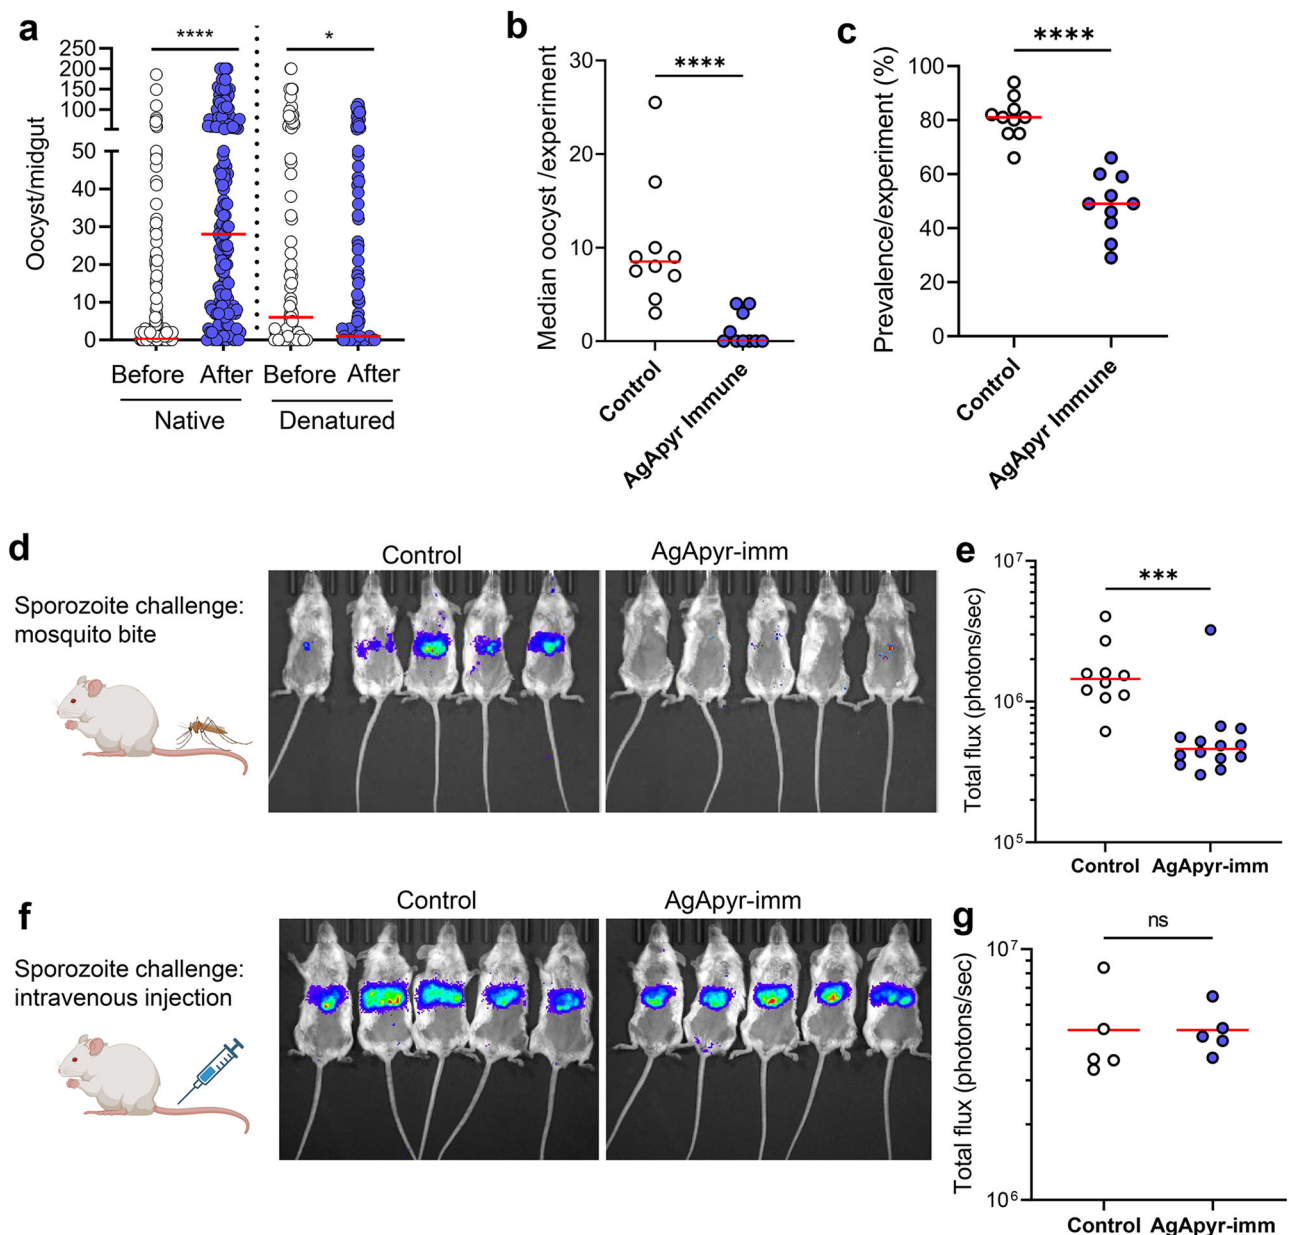 a
****
*
Oocyst/midgut
250
200
150
100
50
40
30
20
10
0
Before After Before After
Native Denatured
b
****
Median oocyst /experiment
30
20
10
0
Control
AgApyr Immune
c
****
Prevalence/experiment (%)
100
80
60
40
20
0
Control
AgApyr Immune
d
Control AgApyr-imm
Sporozoite challenge:
mosquito bite
e
***
Total flux (photons/sec)
10⁷
10⁶
10⁵
Control AgApyr-imm
f
Control AgApyr-imm
Sporozoite challenge:
intravenous injection
g
ns
Total flux (photons/sec)
10⁷
10⁶
Control AgApyr-imm